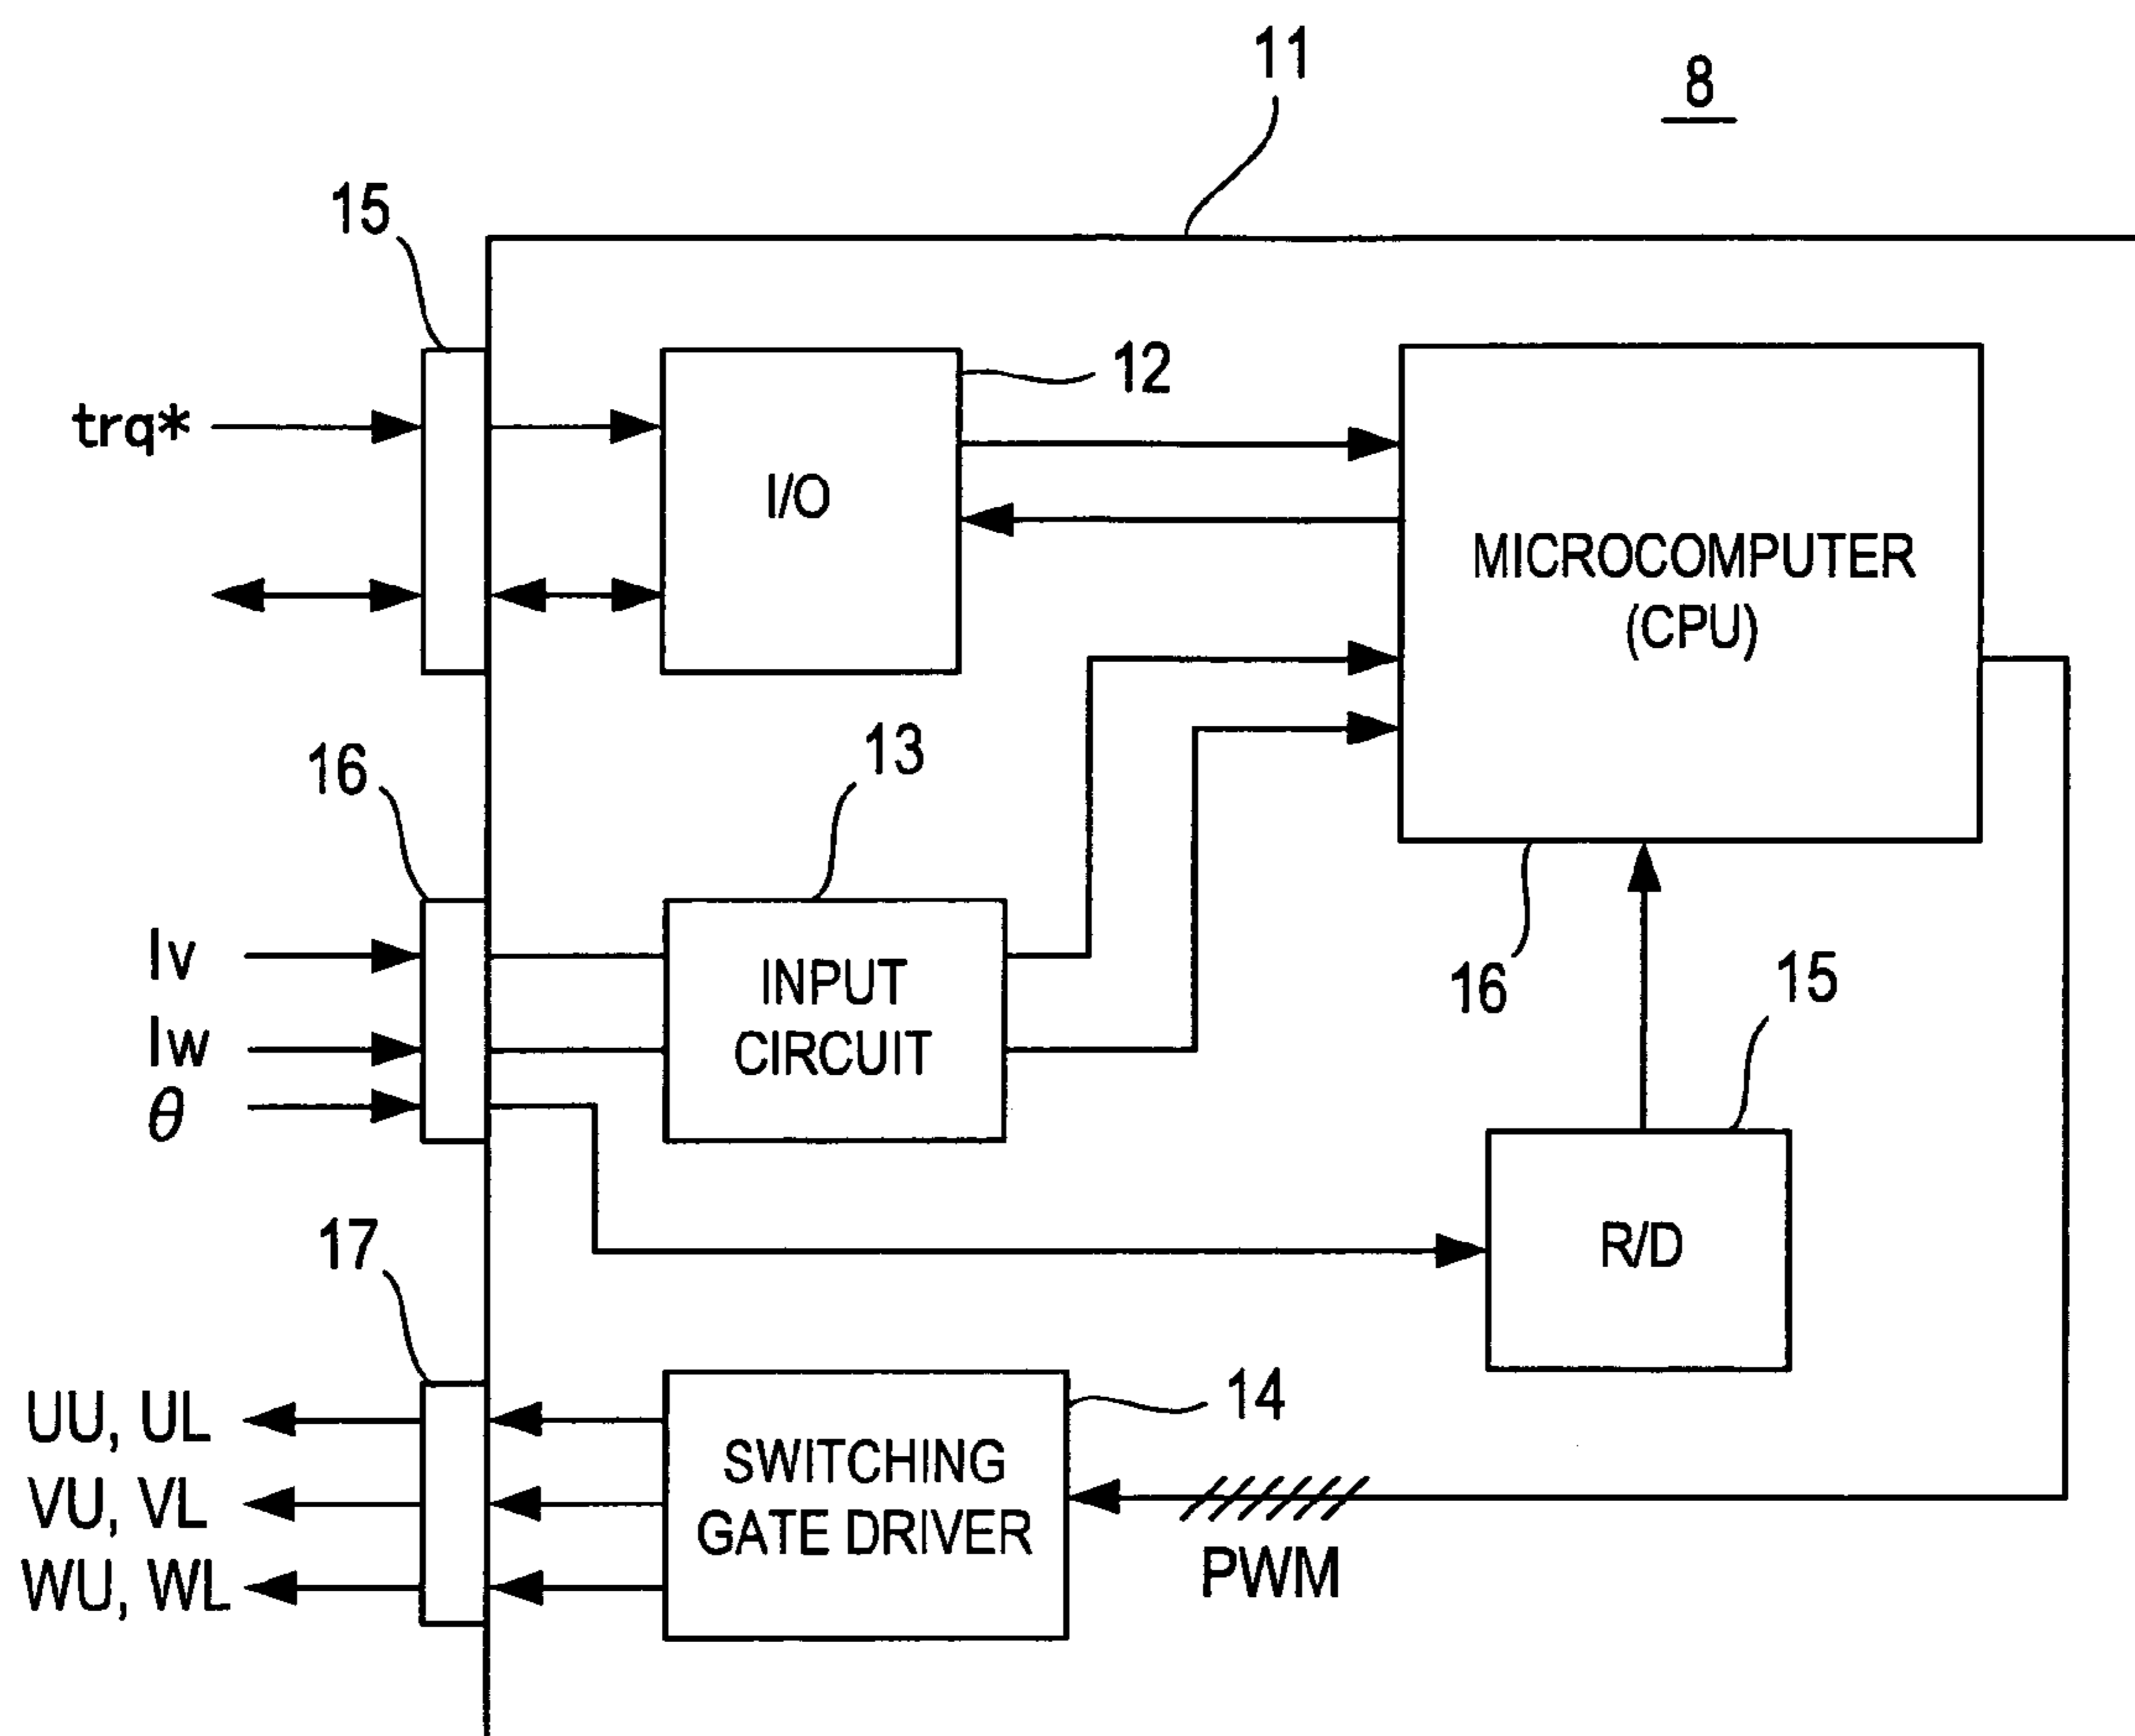 11
8
15
12
trq*
I/O
MICROCOMPUTER
(CPU)
16
13
Iv
Iw
θ
INPUT
CIRCUIT
16
15
R/D
17
14
UU, UL
VU, VL
WU, WL
SWITCHING
GATE DRIVER
PWM